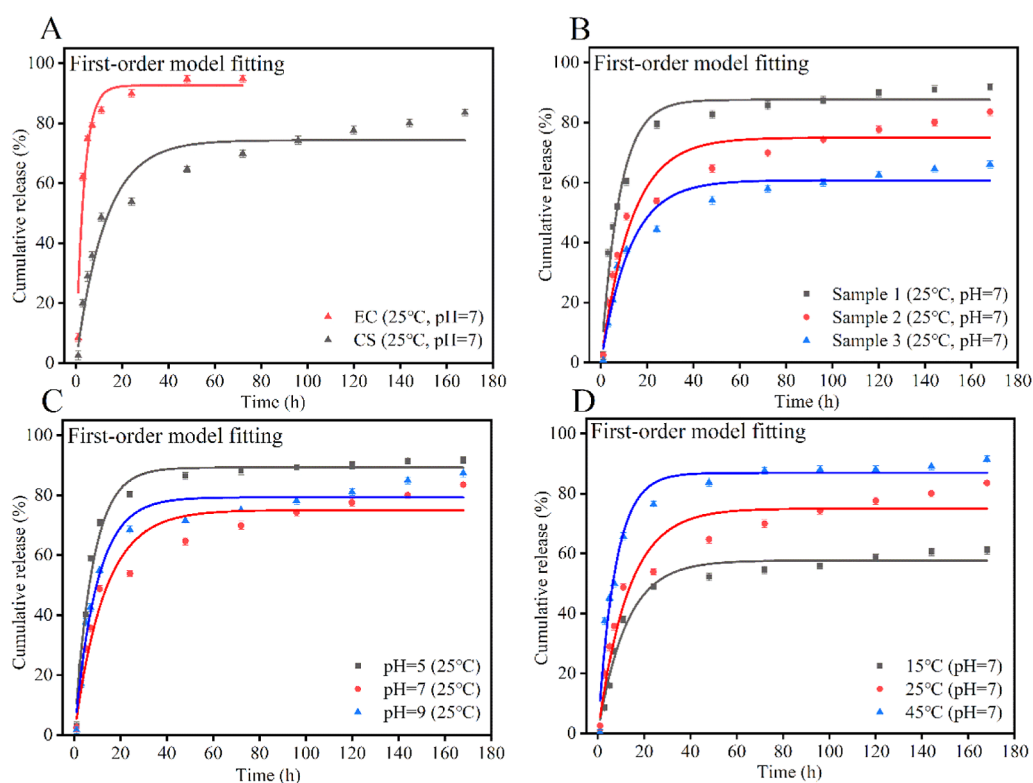 A
First-order model fitting
100
80
60
40
20
0
Cumulative release (%)
EC (25℃, pH=7)
CS (25℃, pH=7)
0 20 40 60 80 100 120 140 160 180
Time (h)
B
First-order model fitting
100
80
60
40
20
0
Cumulative release (%)
Sample 1 (25℃, pH=7)
Sample 2 (25℃, pH=7)
Sample 3 (25℃, pH=7)
0 20 40 60 80 100 120 140 160 180
Time (h)
C
First-order model fitting
100
80
60
40
20
0
Cumulative release (%)
pH=5 (25℃)
pH=7 (25℃)
pH=9 (25℃)
0 20 40 60 80 100 120 140 160 180
Time (h)
D
First-order model fitting
100
80
60
40
20
0
Cumulative release (%)
15℃ (pH=7)
25℃ (pH=7)
45℃ (pH=7)
0 20 40 60 80 100 120 140 160 180
Time (h)